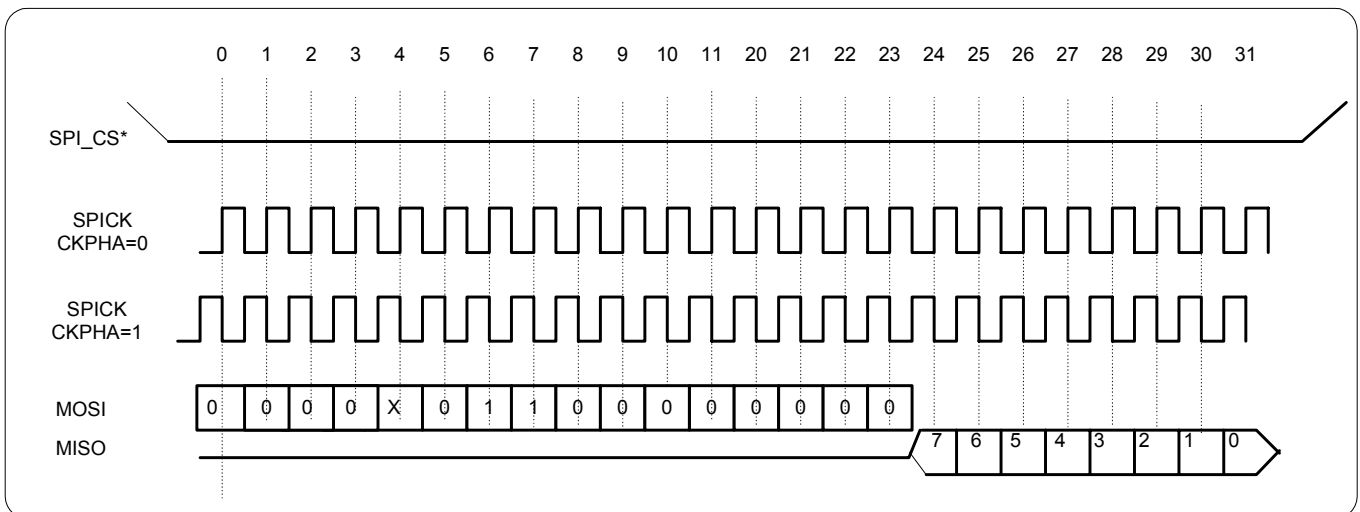 0 1 2 3 4 5 6 7 8 9 10 11 20 21 22 23 24 25 26 27 28 29 30 31
SPI_CS*
SPICK
CKPHA=0
SPICK
CKPHA=1
MOSI 0 0 0 0 X 0 1 1 0 0 0 0 0 0 0 0
MISO 7 6 5 4 3 2 1 0